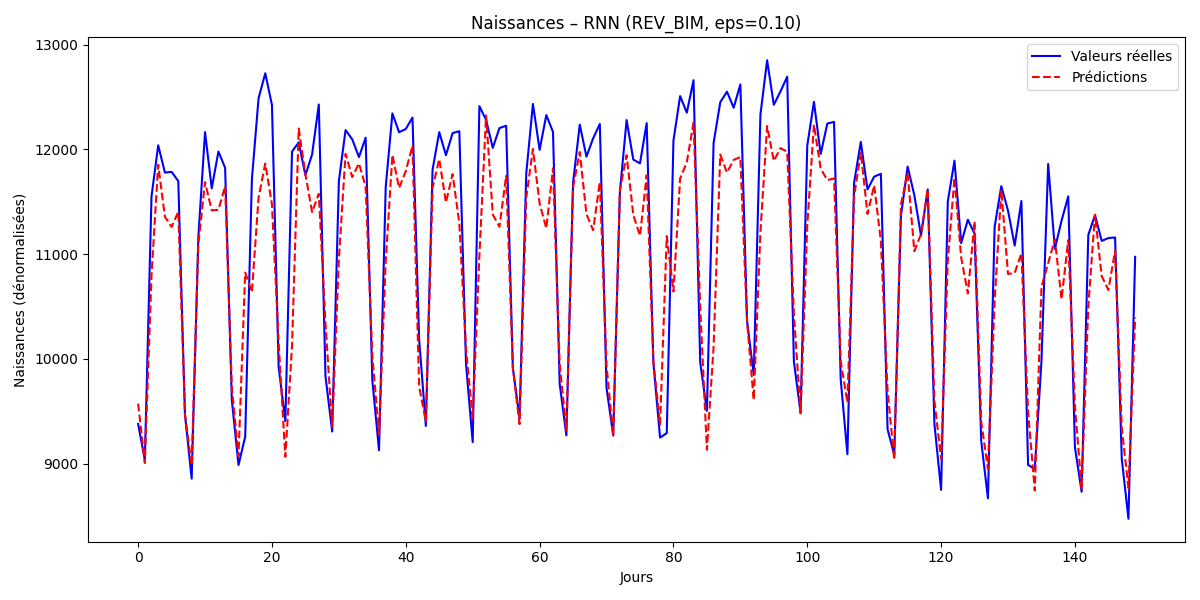 Naissances – RNN (REV_BIM, eps=0.10)
Valeurs réelles
Prédictions
Naissances (dénormalisées)
13000
12000
11000
10000
9000
0 20 40 60 80 100 120 140
Jours